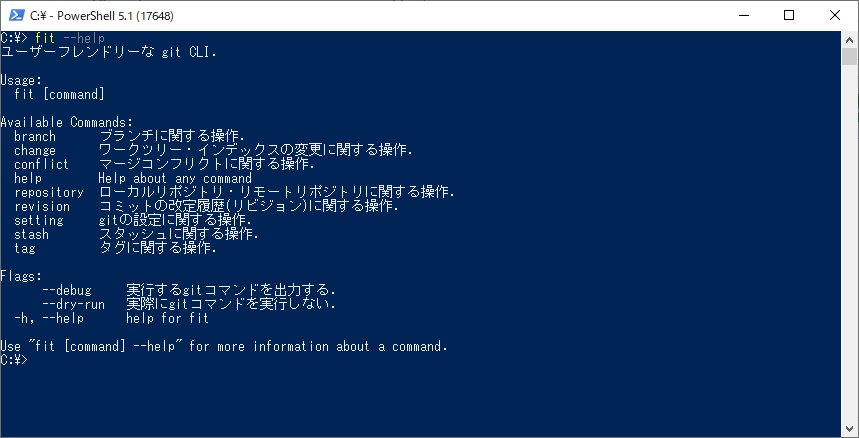 C:¥ - PowerShell 5.1 (17648)
C:¥> fit --help
ユーザーフレンドリーな git CLI.
Usage:
fit [command]
Available Commands:
branch ブランチに関する操作.
change ワークツリー・インデックスの変更に関する操作.
conflict マージコンフリクトに関する操作.
help Help about any command
repository ローカルリポジトリ・リモートリポジトリに関する操作.
revision コミットの改定履歴(リビジョン)に関する操作.
setting gitの設定に関する操作.
stash スタッシュに関する操作.
tag タグに関する操作.
Flags:
--debug 実行するgitコマンドを出力する.
--dry-run 実際にgitコマンドを実行しない.
-h, --help help for fit
Use "fit [command] --help" for more information about a command.
C:¥>